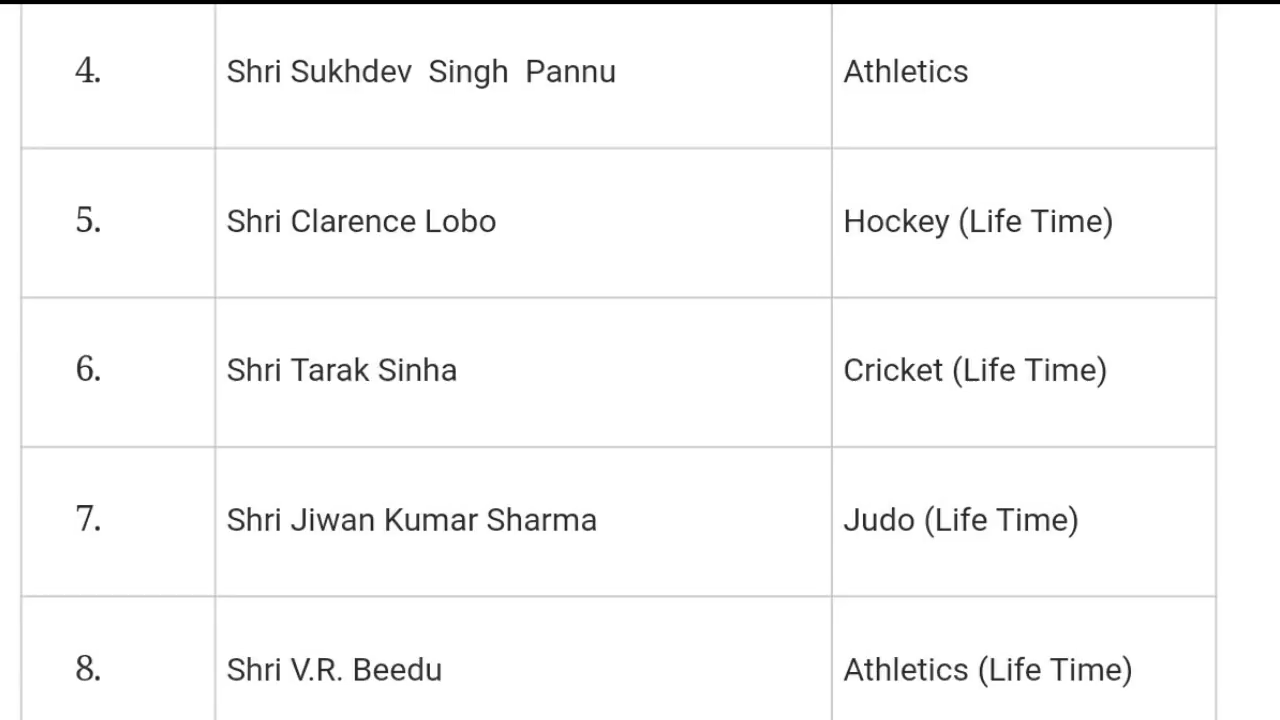 4. Shri Sukhdev Singh Pannu Athletics
5. Shri Clarence Lobo Hockey (Life Time)
6. Shri Tarak Sinha Cricket (Life Time)
7. Shri Jiwan Kumar Sharma Judo (Life Time)
8. Shri V.R. Beedu Athletics (Life Time)